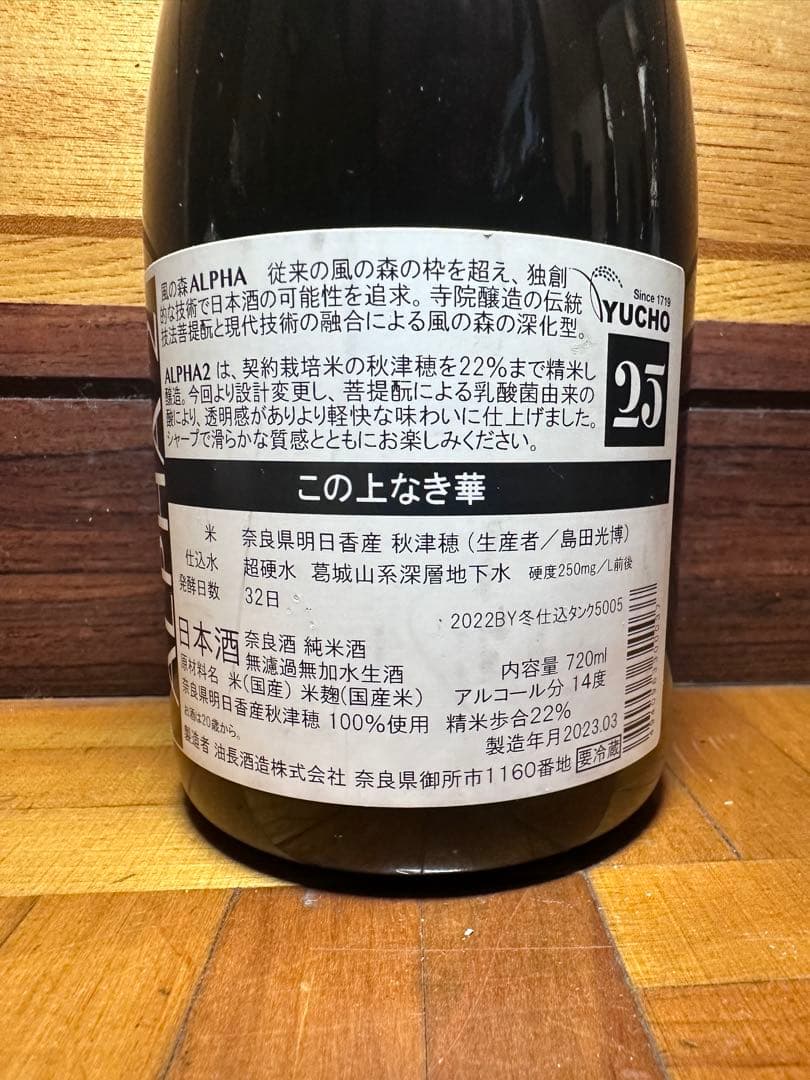 風の森ALPHA 従来の風の森の枠を超え、独創
的な技術で日本酒の可能性を追求。寺院醸造の伝統
技法菩提酛と現代技術の融合による風の森の深化型。
Since 1719
YUCHO
25
ALPHA2 は、契約栽培米の秋津穂を22%まで精米し
醸造。今回より設計変更し、菩提酛による乳酸菌由来の
酸により、透明感がありより軽快な味わいに仕上げました。
シャープで滑らかな質感とともにお楽しみください。
この上なき華
米 奈良県明日香産 秋津穂(生産者/島田光博)
仕込水 超硬水 葛城山系深層地下水 硬度250mg/L前後
発酵日数 32日
2022BY冬仕込タンク5005
日本酒 奈良酒 純米酒
無濾過無加水生酒
内容量 720ml
原材料名 米(国産) 米麹(国産米)
アルコール分 14度
奈良県明日香産秋津穂 100%使用 精米歩合22%
お酒は20歳から。
製造年月2023.03
製造者 油長酒造株式会社 奈良県御所市1160番地 要冷蔵